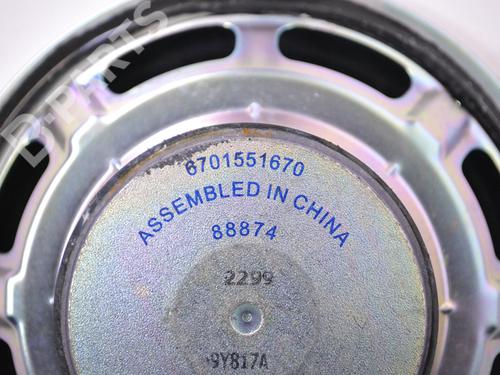 B-PARTS
6701551670
ASSEMBLED IN CHINA
88874
2299
9Y817A